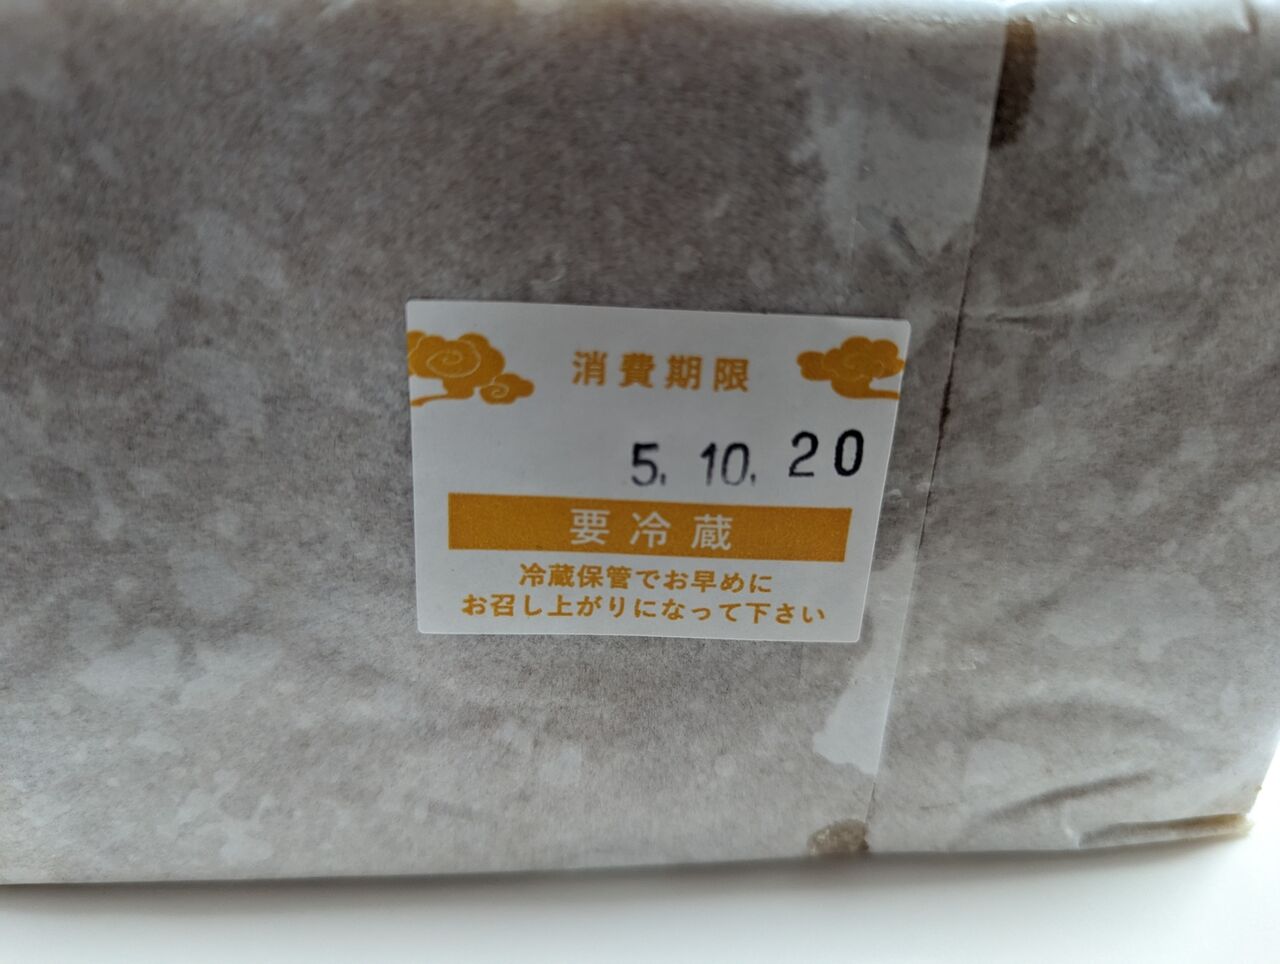 消費期限
5. 10. 20
要冷蔵
冷蔵保管でお早めに
お召し上がりになって下さい